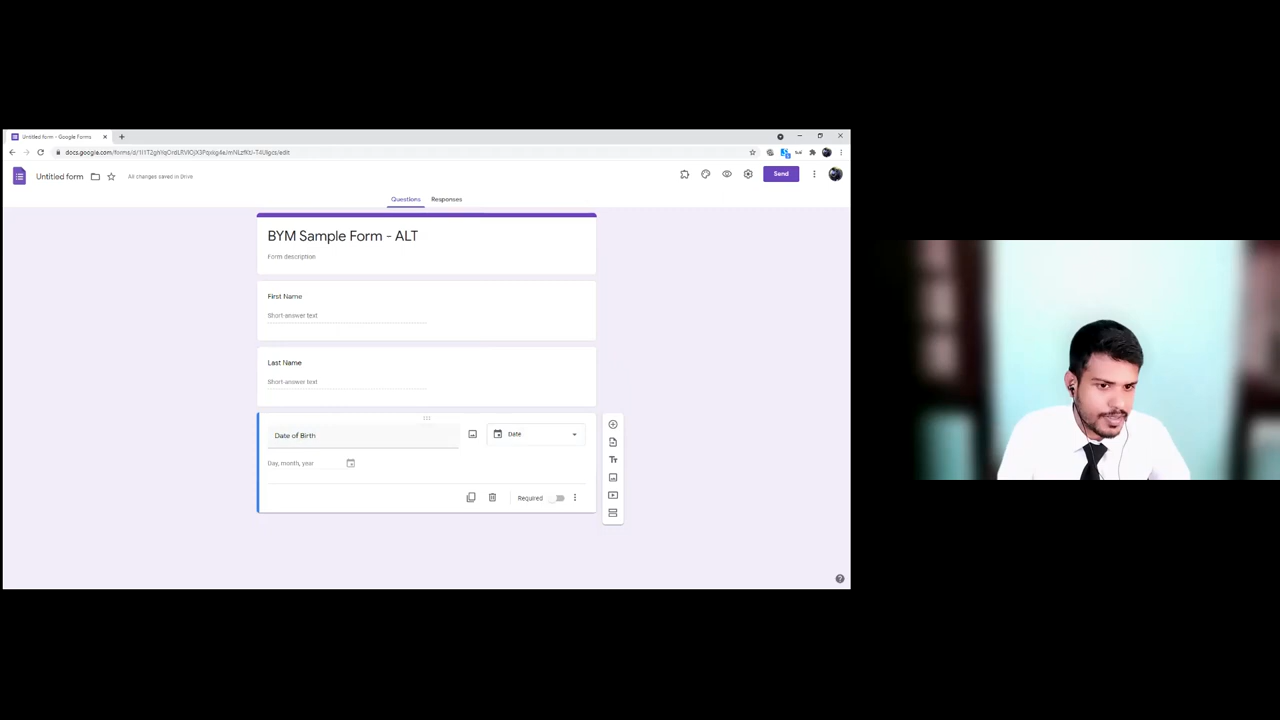 Untitled form - Google Forms
Untitled form
All changes saved in Drive
Send
Questions
Responses
BYM Sample Form - ALT
Form description
First Name
Short-answer text
Last Name
Short-answer text
Date of Birth
Date
Day, month, year
Required